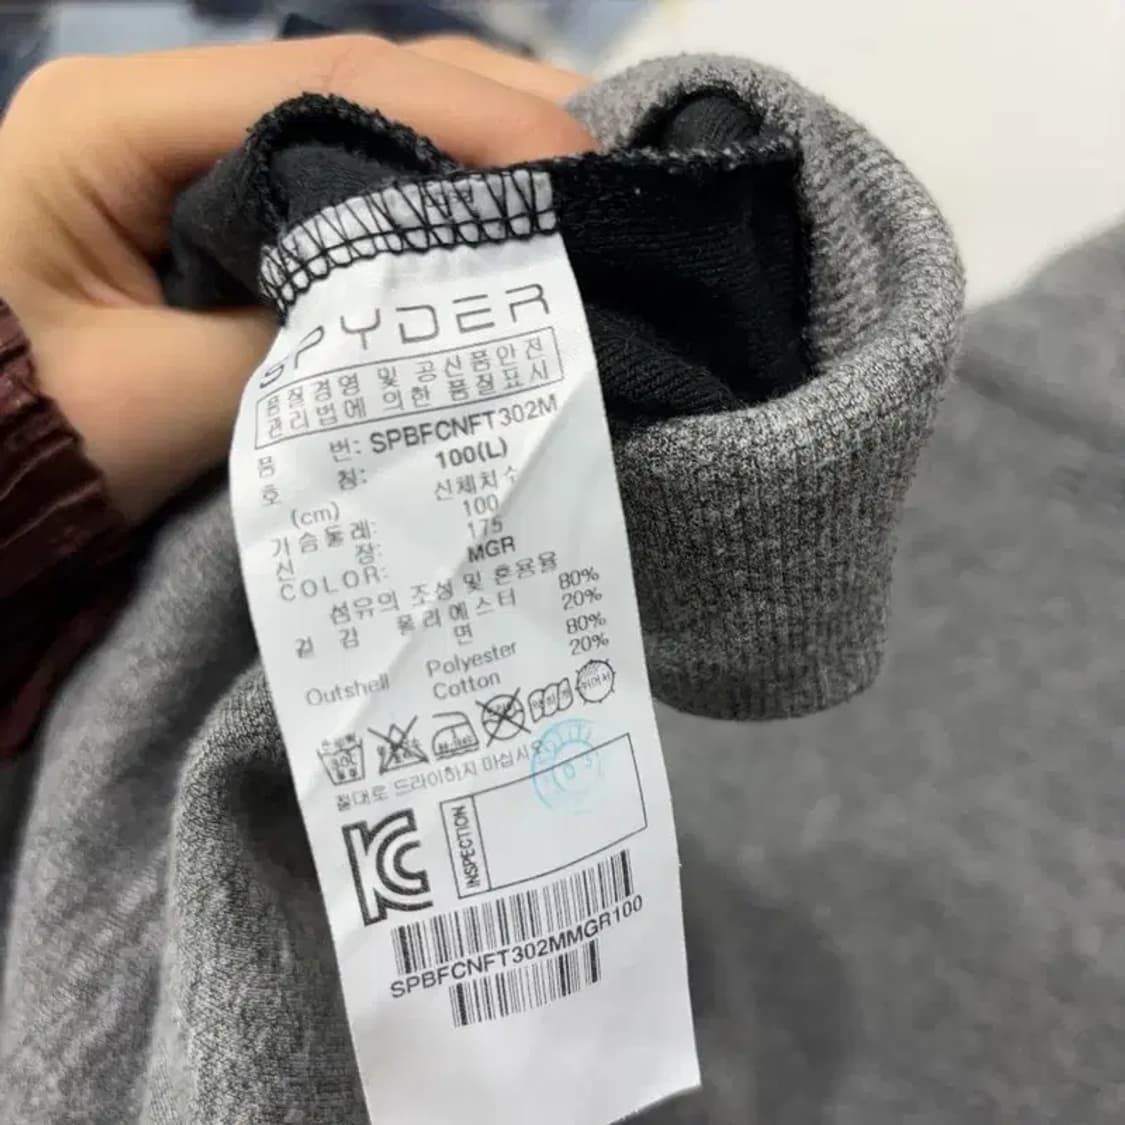 SPYDER
품질경영 및 공산품안전
관리법에 의한 품질표시
품 번: SPBFCNFT302M
호 칭: 100(L)
(cm) 신체치수
가슴둘레: 100
신 장: 175
COLOR: MGR
섬유의 조성 및 혼용율
겉 감 폴리에스터 80%
면 20%
Outshell Polyester 80%
Cotton 20%
절대로 드라이하지 마십시오
KC
INSPECTION
SPBFCNFT302MMGR100